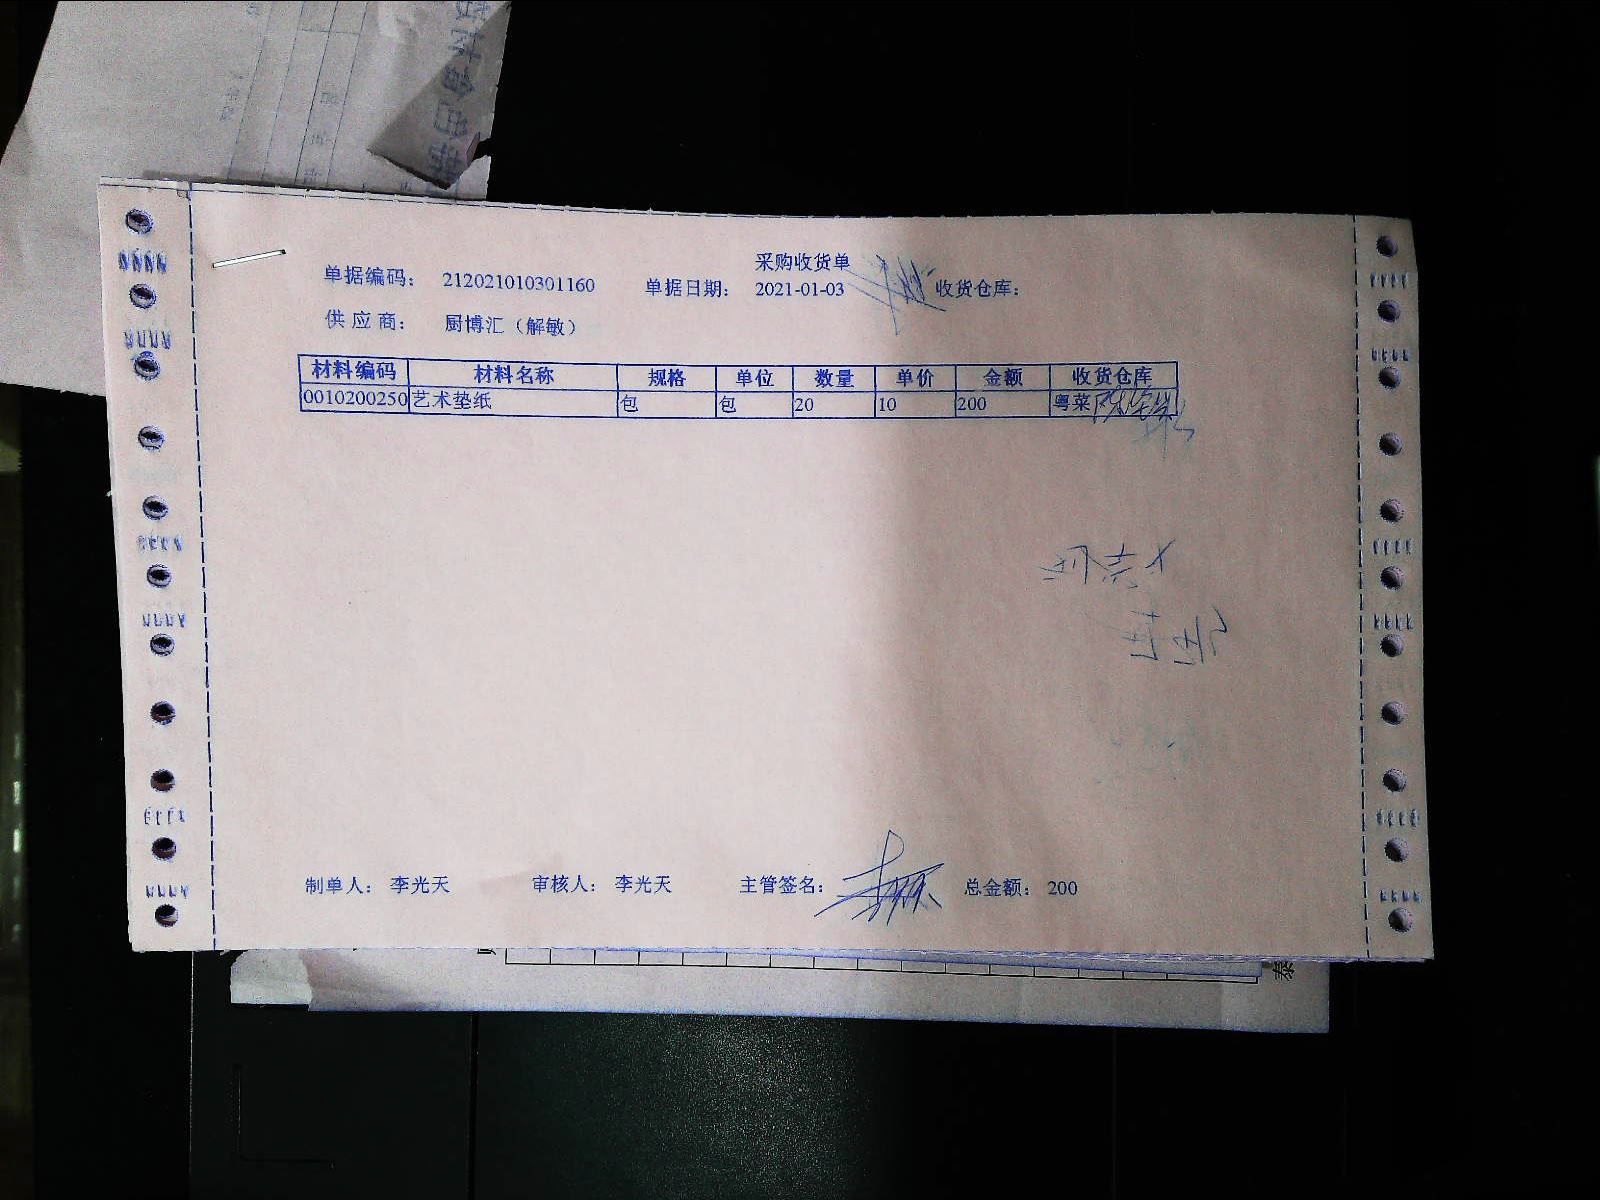 采购收货单
单据编码： 212021010301160 单据日期： 2021-01-03 收货仓库：
供应商： 厨博汇（解敏）
材料编码 材料名称 规格 单位 数量 单价 金额 收货仓库
0010200250 艺术垫纸 包 包 20 10 200 粤菜
制单人： 李光天 审核人： 李光天 主管签名： 总金额： 200